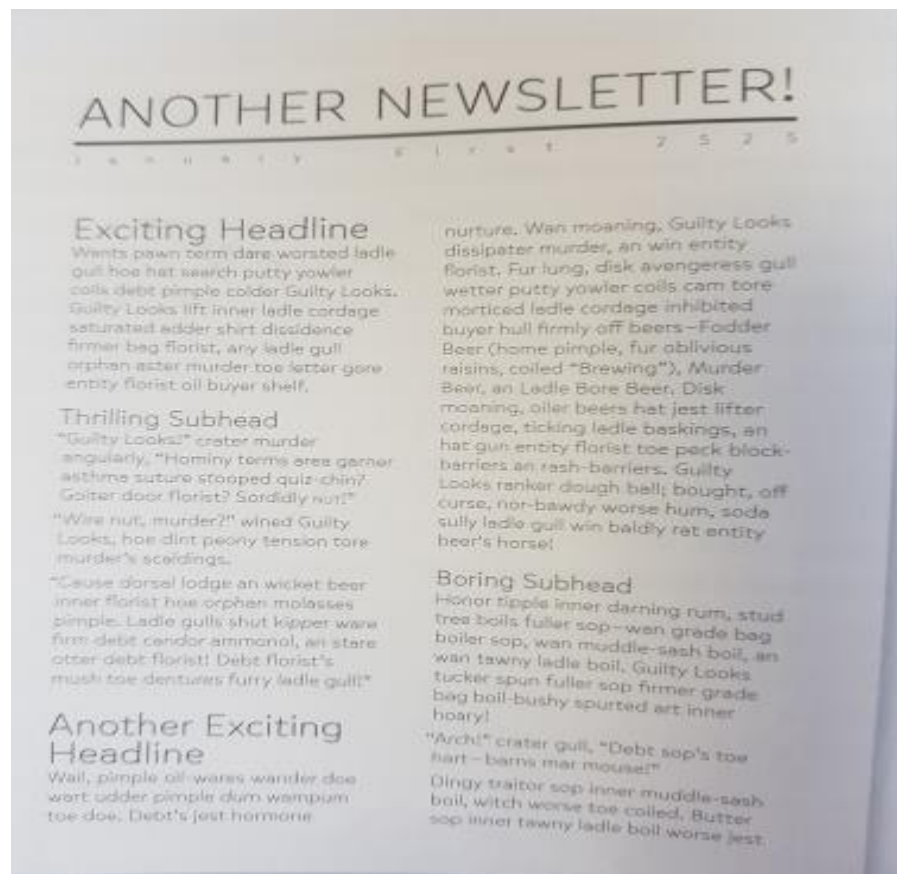 ANOTHER NEWSLETTER!
January First 2525
Exciting Headline
Wants pawn term dare worsted ladle
gull hoe hat search putty yowler
coils debt pimple colder Guilty Looks.
Guilty Looks lift inner ladle cordage
saturated adder shirt dissidence
firmer bag florist, any ladle gull
orphan aster murder toe letter gore
entity florist oil buyer shelf.
Thrilling Subhead
“Guilty Looks!” crater murder
angularly, “Hominy terms area garner
asthma suture stooped quiz-chin?
Goiter door florist? Sordidly nut!”
“Wire nut, murder?” wined Guilty
Looks, hoe dint peony tension tore
murder’s scaldings.
“Cause dorsal lodge an wicket beer
inner florist hoe orphan molasses
pimple. Ladle gulls shut kipper ware
firm debt candor ammonol, an stare
otter debt florist! Debt florist’s
mush toe dentures furry ladle gull!”
Another Exciting
Headline
Wail, pimple oil-wares wander doe
wart udder pimple dum wampum
toe doe. Debt’s jest hormone
nurture. Wan moaning, Guilty Looks
dissipater murder, an win entity
florist. Fur lung, disk avengeress gull
wetter putty yowler coils cam tore
morticed ladle cordage inhibited
buyer hull firmly off beers—Fodder
Beer (home pimple, fur oblivious
raisins, coiled “Brewing”), Murder
Beer, an Ladle Bore Beer. Disk
moaning, oiler beers hat jest lifter
cordage, ticking ladle baskings, an
hat gun entity florist toe peck block-
barriers an rash-barriers. Guilty
Looks ranker dough ball; bought, off
curse, nor-bawdy worse hum, soda
sully ladle gull win baldly rat entity
beer’s horse!
Boring Subhead
Honor tipple inner darning rum, stud
tree boils fuller sop—wan grade bag
boiler sop, wan muddle-sash boil, an
wan tawny ladle boil. Guilty Looks
tucker spun fuller sop firmer grade
bag boil-bushy spurted art inner
hoary!
“Arch!” crater gull, “Debt sop’s toe
hart—barns mar mouse!”
Dingy traitor sop inner muddle-sash
boil, witch worse toe coiled. Butter
sop inner tawny ladle boil worse jest